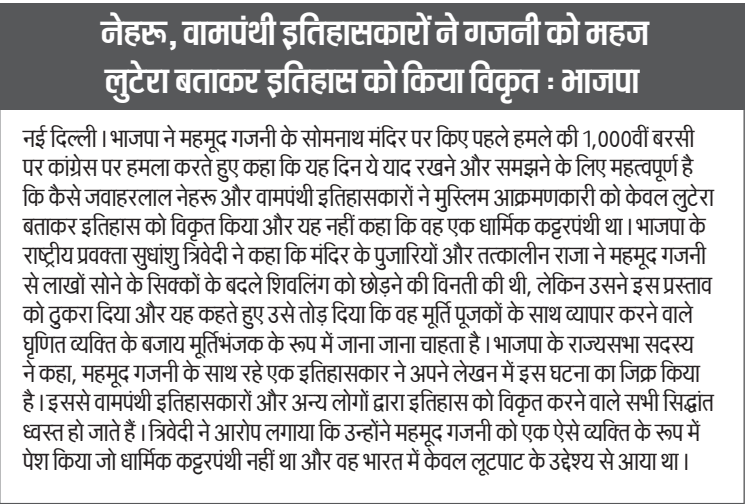 नेहरू, वामपंथी इतिहासकारों ने गजनी को महज
लुटेरा बताकर इतिहास को किया विकृत : भाजपा
नई दिल्ली। भाजपा ने महमूद गजनी के सोमनाथ मंदिर पर किए पहले हमले की 1,000वीं बरसी
पर कांग्रेस पर हमला करते हुए कहा कि यह दिन ये याद रखने और समझने के लिए महत्वपूर्ण है
कि कैसे जवाहरलाल नेहरू और वामपंथी इतिहासकारों ने मुस्लिम आक्रमणकारी को केवल लुटेरा
बताकर इतिहास को विकृत किया और यह नहीं कहा कि वह एक धार्मिक कट्टरपंथी था। भाजपा के
राष्ट्रीय प्रवक्ता सुधांशु त्रिवेदी ने कहा कि मंदिर के पुजारियों और तत्कालीन राजा ने महमूद गजनी
से लाखों सोने के सिक्कों के बदले शिवलिंग को छोड़ने की विनती की थी, लेकिन उसने इस प्रस्ताव
को ठुकरा दिया और यह कहते हुए उसे तोड़ दिया कि वह मूर्ति पूजकों के साथ व्यापार करने वाले
घृणित व्यक्ति के बजाय मूर्तिभंजक के रूप में जाना जाना चाहता है। भाजपा के राज्यसभा सदस्य
ने कहा, महमूद गजनी के साथ रहे एक इतिहासकार ने अपने लेखन में इस घटना का जिक्र किया
है। इससे वामपंथी इतिहासकारों और अन्य लोगों द्वारा इतिहास को विकृत करने वाले सभी सिद्धांत
ध्वस्त हो जाते हैं। त्रिवेदी ने आरोप लगाया कि उन्होंने महमूद गजनी को एक ऐसे व्यक्ति के रूप में
पेश किया जो धार्मिक कट्टरपंथी नहीं था और वह भारत में केवल लूटपाट के उद्देश्य से आया था।